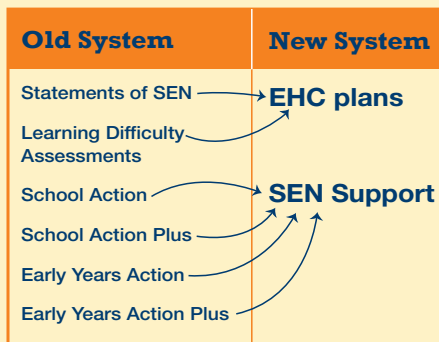 Old System
New System
Statements of SEN
EHC plans
Learning Difficulty
Assessments
School Action
SEN Support
School Action Plus
Early Years Action
Early Years Action Plus